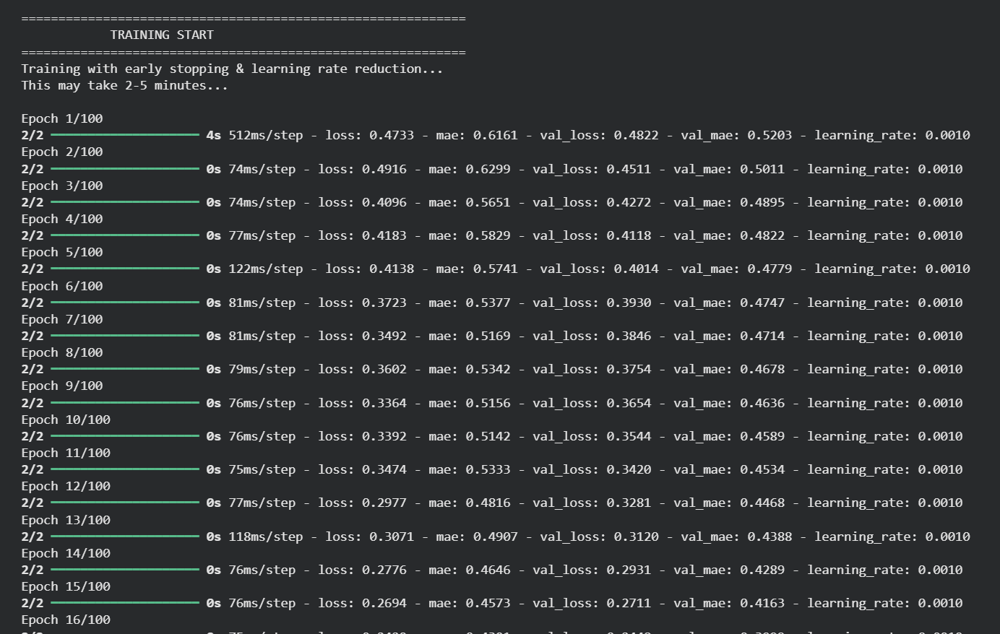 ============================================================
TRAINING START
============================================================
Training with early stopping & learning rate reduction...
This may take 2-5 minutes...
Epoch 1/100
2/2 ━━━━━━━━━━━━━━━━━━━━ 4s 512ms/step - loss: 0.4733 - mae: 0.6161 - val_loss: 0.4822 - val_mae: 0.5203 - learning_rate: 0.0010
Epoch 2/100
2/2 ━━━━━━━━━━━━━━━━━━━━ 0s 74ms/step - loss: 0.4916 - mae: 0.6299 - val_loss: 0.4511 - val_mae: 0.5011 - learning_rate: 0.0010
Epoch 3/100
2/2 ━━━━━━━━━━━━━━━━━━━━ 0s 74ms/step - loss: 0.4096 - mae: 0.5651 - val_loss: 0.4272 - val_mae: 0.4895 - learning_rate: 0.0010
Epoch 4/100
2/2 ━━━━━━━━━━━━━━━━━━━━ 0s 77ms/step - loss: 0.4183 - mae: 0.5829 - val_loss: 0.4118 - val_mae: 0.4822 - learning_rate: 0.0010
Epoch 5/100
2/2 ━━━━━━━━━━━━━━━━━━━━ 0s 122ms/step - loss: 0.4138 - mae: 0.5741 - val_loss: 0.4014 - val_mae: 0.4779 - learning_rate: 0.0010
Epoch 6/100
2/2 ━━━━━━━━━━━━━━━━━━━━ 0s 81ms/step - loss: 0.3723 - mae: 0.5377 - val_loss: 0.3930 - val_mae: 0.4747 - learning_rate: 0.0010
Epoch 7/100
2/2 ━━━━━━━━━━━━━━━━━━━━ 0s 81ms/step - loss: 0.3492 - mae: 0.5169 - val_loss: 0.3846 - val_mae: 0.4714 - learning_rate: 0.0010
Epoch 8/100
2/2 ━━━━━━━━━━━━━━━━━━━━ 0s 79ms/step - loss: 0.3602 - mae: 0.5342 - val_loss: 0.3754 - val_mae: 0.4678 - learning_rate: 0.0010
Epoch 9/100
2/2 ━━━━━━━━━━━━━━━━━━━━ 0s 76ms/step - loss: 0.3364 - mae: 0.5156 - val_loss: 0.3654 - val_mae: 0.4636 - learning_rate: 0.0010
Epoch 10/100
2/2 ━━━━━━━━━━━━━━━━━━━━ 0s 76ms/step - loss: 0.3392 - mae: 0.5142 - val_loss: 0.3544 - val_mae: 0.4589 - learning_rate: 0.0010
Epoch 11/100
2/2 ━━━━━━━━━━━━━━━━━━━━ 0s 75ms/step - loss: 0.3474 - mae: 0.5333 - val_loss: 0.3420 - val_mae: 0.4534 - learning_rate: 0.0010
Epoch 12/100
2/2 ━━━━━━━━━━━━━━━━━━━━ 0s 77ms/step - loss: 0.2977 - mae: 0.4816 - val_loss: 0.3281 - val_mae: 0.4468 - learning_rate: 0.0010
Epoch 13/100
2/2 ━━━━━━━━━━━━━━━━━━━━ 0s 118ms/step - loss: 0.3071 - mae: 0.4907 - val_loss: 0.3120 - val_mae: 0.4388 - learning_rate: 0.0010
Epoch 14/100
2/2 ━━━━━━━━━━━━━━━━━━━━ 0s 76ms/step - loss: 0.2776 - mae: 0.4646 - val_loss: 0.2931 - val_mae: 0.4289 - learning_rate: 0.0010
Epoch 15/100
2/2 ━━━━━━━━━━━━━━━━━━━━ 0s 76ms/step - loss: 0.2694 - mae: 0.4573 - val_loss: 0.2711 - val_mae: 0.4163 - learning_rate: 0.0010
Epoch 16/100